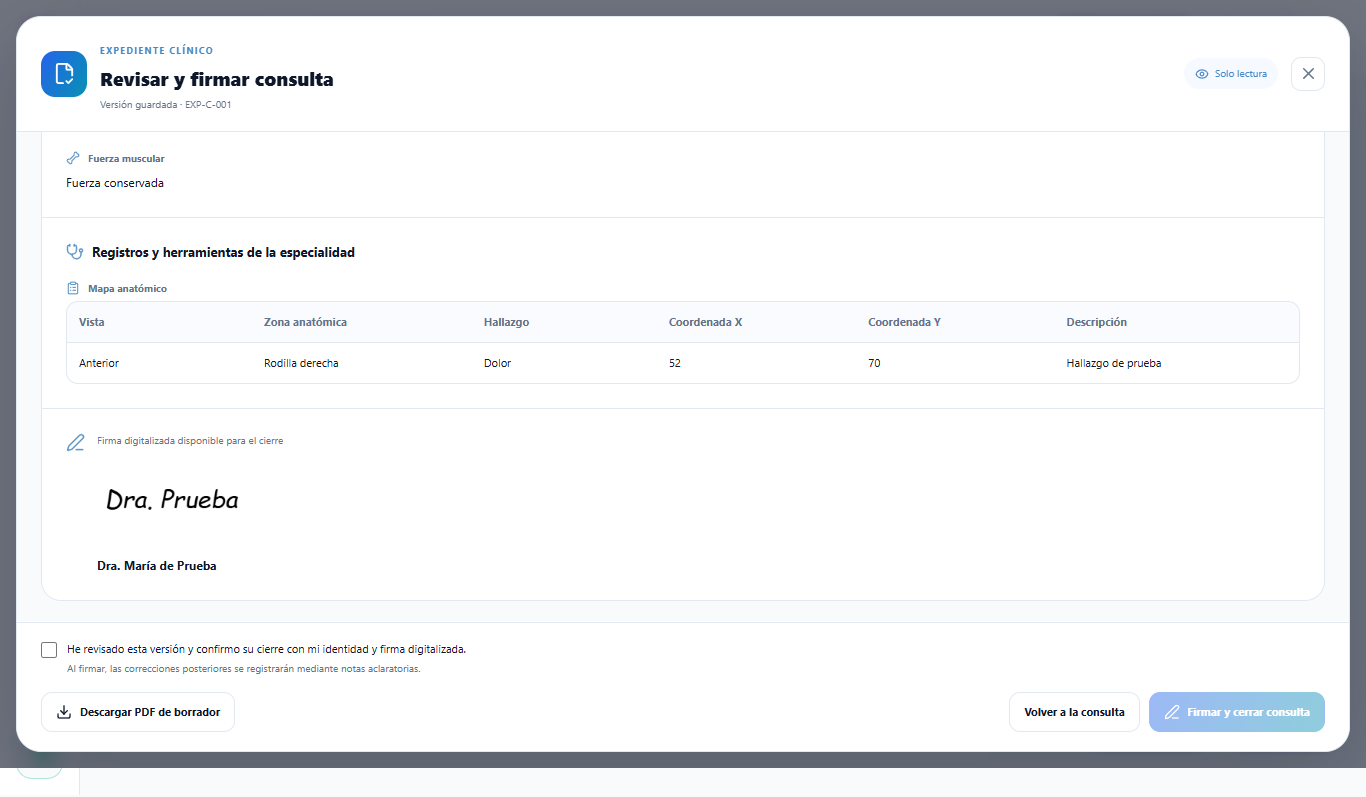 EXPEDIENTE CLÍNICO
Revisar y firmar consulta
Versión guardada · EXP-C-001
Solo lectura
Fuerza muscular
Fuerza conservada
Registros y herramientas de la especialidad
Mapa anatómico
Vista Zona anatómica Hallazgo Coordenada X Coordenada Y Descripción
Anterior Rodilla derecha Dolor 52 70 Hallazgo de prueba
Firma digitalizada disponible para el cierre
Dra. Prueba
Dra. María de Prueba
He revisado esta versión y confirmo su cierre con mi identidad y firma digitalizada.
Al firmar, las correcciones posteriores se registrarán mediante notas aclaratorias.
Descargar PDF de borrador
Volver a la consulta
Firmar y cerrar consulta